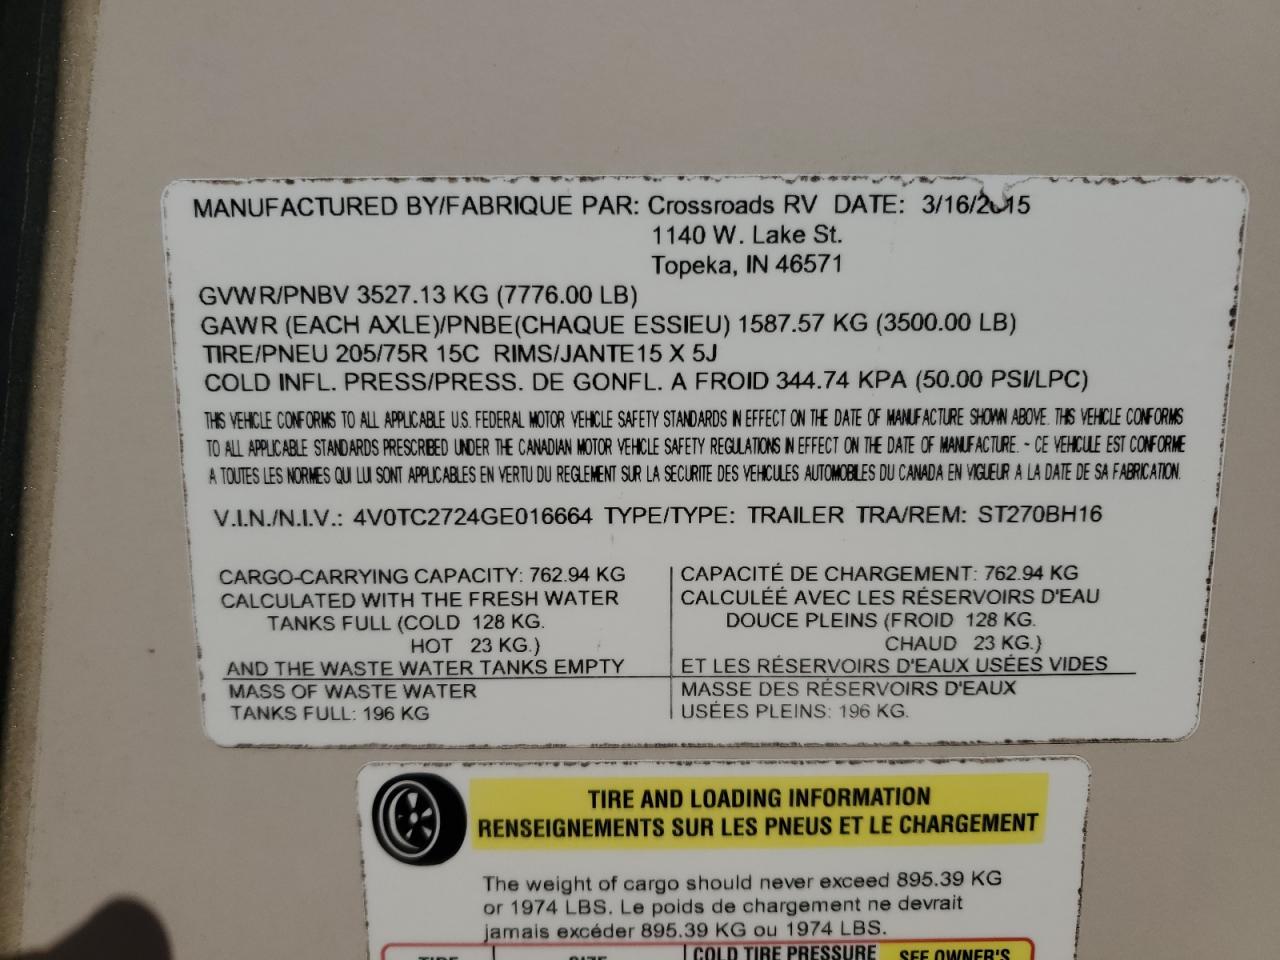 MANUFACTURED BY/FABRIQUE PAR: Crossroads RV DATE: 3/16/2015
1140 W. Lake St.
Topeka, IN 46571
GVWR/PNBV 3527.13 KG (7776.00 LB)
GAWR (EACH AXLE)/PNBE(CHAQUE ESSIEU) 1587.57 KG (3500.00 LB)
TIRE/PNEU 205/75R 15C RIMS/JANTE15 X 5J
COLD INFL. PRESS/PRESS. DE GONFL. A FROID 344.74 KPA (50.00 PSI/LPC)
THIS VEHICLE CONFORMS TO ALL APPLICABLE U.S. FEDERAL MOTOR VEHICLE SAFETY STANDARDS IN EFFECT ON THE DATE OF MANUFACTURE SHOWN ABOVE. THIS VEHICLE CONFORMS
TO ALL APPLICABLE STANDARDS PRESCRIBED UNDER THE CANADIAN MOTOR VEHICLE SAFETY REGULATIONS IN EFFECT ON THE DATE OF MANUFACTURE. - CE VEHICULE EST CONFORME
A TOUTES LES NORMES QUI LUI SONT APPLICABLES EN VERTU DU REGLEMENT SUR LA SECURITE DES VEHICULES AUTOMOBILES DU CANADA EN VIGUEUR A LA DATE DE SA FABRICATION.
V.I.N./N.I.V.: 4V0TC2724GE016664 TYPE/TYPE: TRAILER TRA/REM: ST270BH16
CARGO-CARRYING CAPACITY: 762.94 KG
CALCULATED WITH THE FRESH WATER
TANKS FULL (COLD 128 KG.
HOT 23 KG.)
AND THE WASTE WATER TANKS EMPTY
MASS OF WASTE WATER
TANKS FULL: 196 KG
CAPACITÉ DE CHARGEMENT: 762.94 KG
CALCULÉE AVEC LES RÉSERVOIRS D'EAU
DOUCE PLEINS (FROID 128 KG.
CHAUD 23 KG.)
ET LES RÉSERVOIRS D'EAUX USÉES VIDES
MASSE DES RÉSERVOIRS D'EAUX
USÉES PLEINS: 196 KG.
TIRE AND LOADING INFORMATION
RENSEIGNEMENTS SUR LES PNEUS ET LE CHARGEMENT
The weight of cargo should never exceed 895.39 KG
or 1974 LBS. Le poids de chargement ne devrait
jamais excéder 895.39 KG ou 1974 LBS.
TIRE SIZE COLD TIRE PRESSURE SEE OWNER'S